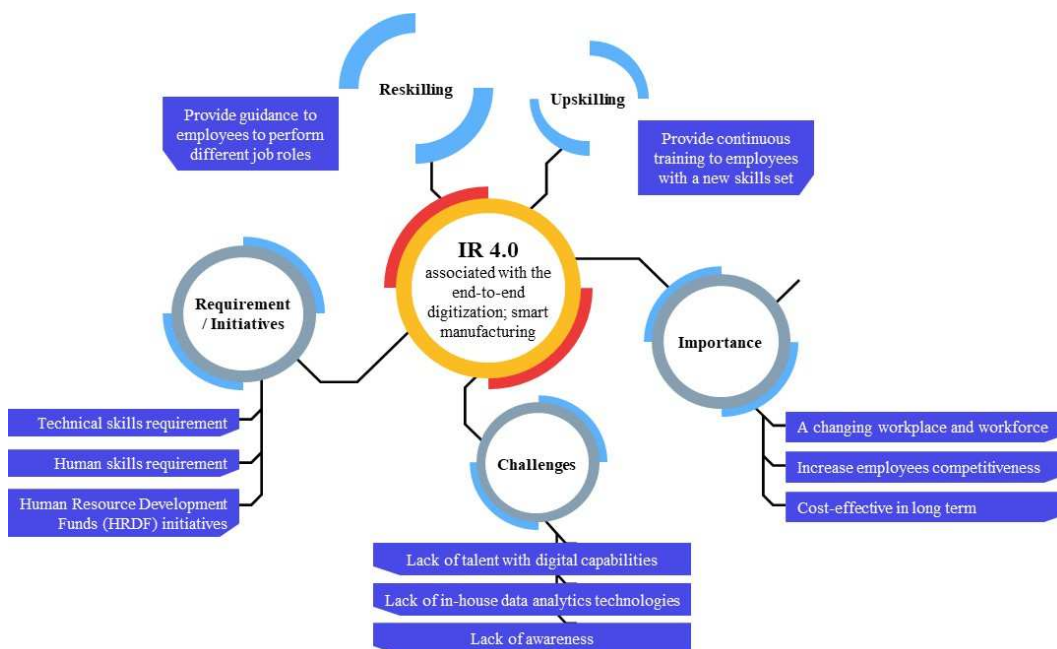 Reskilling
Upskilling
Provide guidance to
employees to perform
different job roles
Provide continuous
training to employees
with a new skills set
IR 4.0
associated with the
end-to-end
digitization; smart
manufacturing
Requirement
/ Initiatives
Importance
Technical skills requirement
Human skills requirement
Human Resource Development
Funds (HRDF) initiatives
Challenges
A changing workplace and workforce
Increase employees competitiveness
Cost-effective in long term
Lack of talent with digital capabilities
Lack of in-house data analytics technologies
Lack of awareness